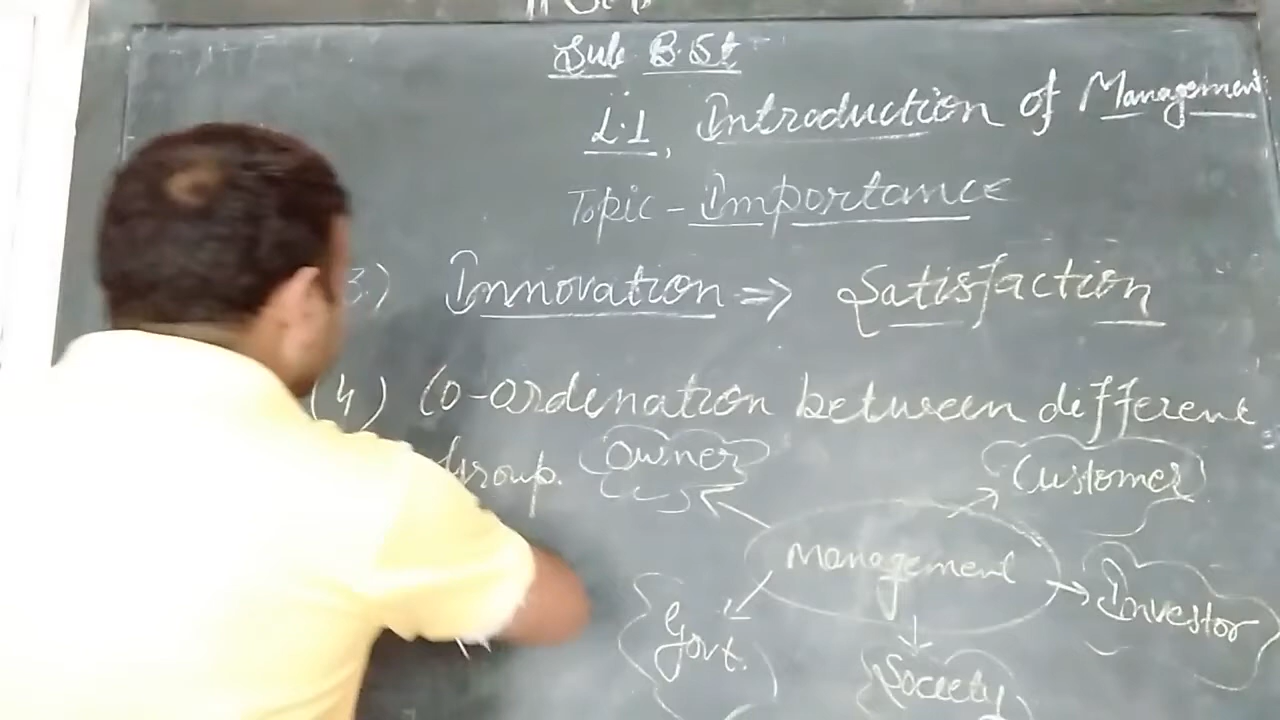 Sub B.St
L.1, Introduction of Management
Topic - Importance
3) Innovation => Satisfaction
(4) Co-ordination between different
Group.
Owner
Customer
Management
Investor
Govt.
Society